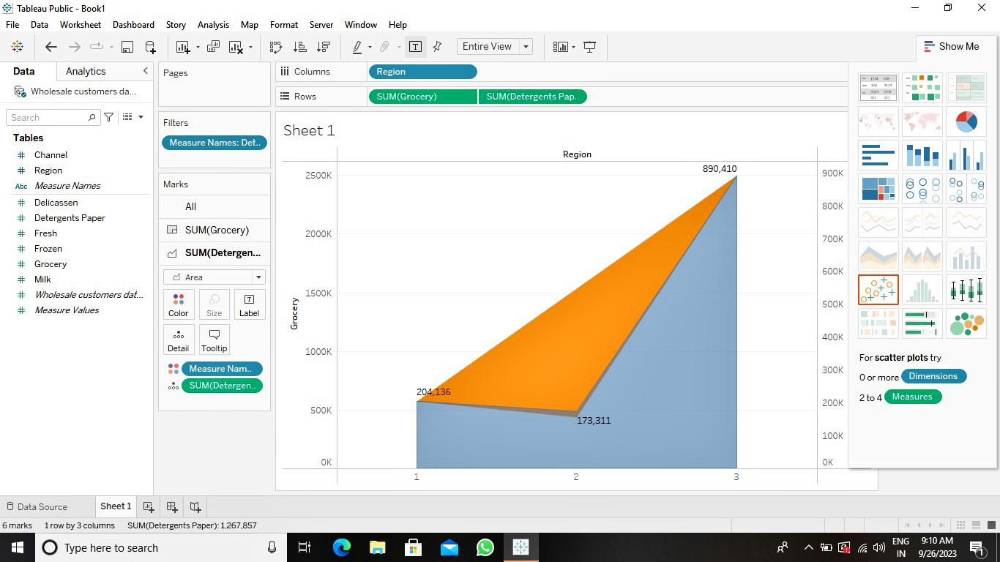 Tableau Public - Book1
File Data Worksheet Dashboard Story Analysis Map Format Server Window Help
Entire View
Show Me
Data Analytics
Wholesale customers da...
Search
Tables
Channel
Region
Abc Measure Names
Delicassen
Detergents Paper
Fresh
Frozen
Grocery
Milk
Wholesale customers dat...
Measure Values
Pages
Filters
Measure Names: Det..
Marks
All
SUM(Grocery)
SUM(Detergen...
Area
Color Size Label
Detail Tooltip
Measure Nam..
SUM(Detergen..
Columns Region
Rows SUM(Grocery) SUM(Detergents Pap..
Sheet 1
Region
Grocery
2500K
2000K
1500K
1000K
500K
0K
890,410
204,136
173,311
1 2 3
900K
800K
700K
600K
500K
400K
300K
200K
100K
0K
For scatter plots try
0 or more Dimensions
2 to 4 Measures
Data Source Sheet 1
6 marks 1 row by 3 columns SUM(Detergents Paper): 1,267,857
Type here to search
ENG
IN
9:10 AM
9/26/2023
1